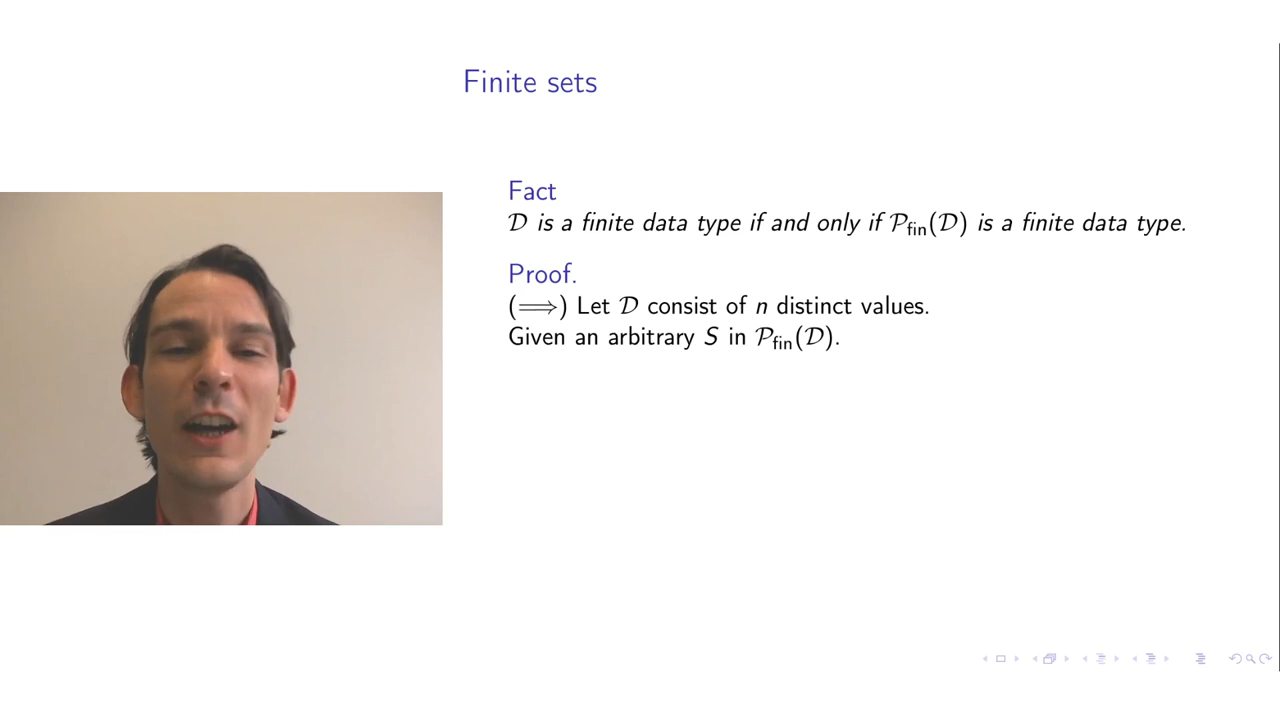 Finite sets
Fact
𝒟 is a finite data type if and only if 𝒫fin(𝒟) is a finite data type.
Proof.
(⟹) Let 𝒟 consist of n distinct values.
Given an arbitrary S in 𝒫fin(𝒟).